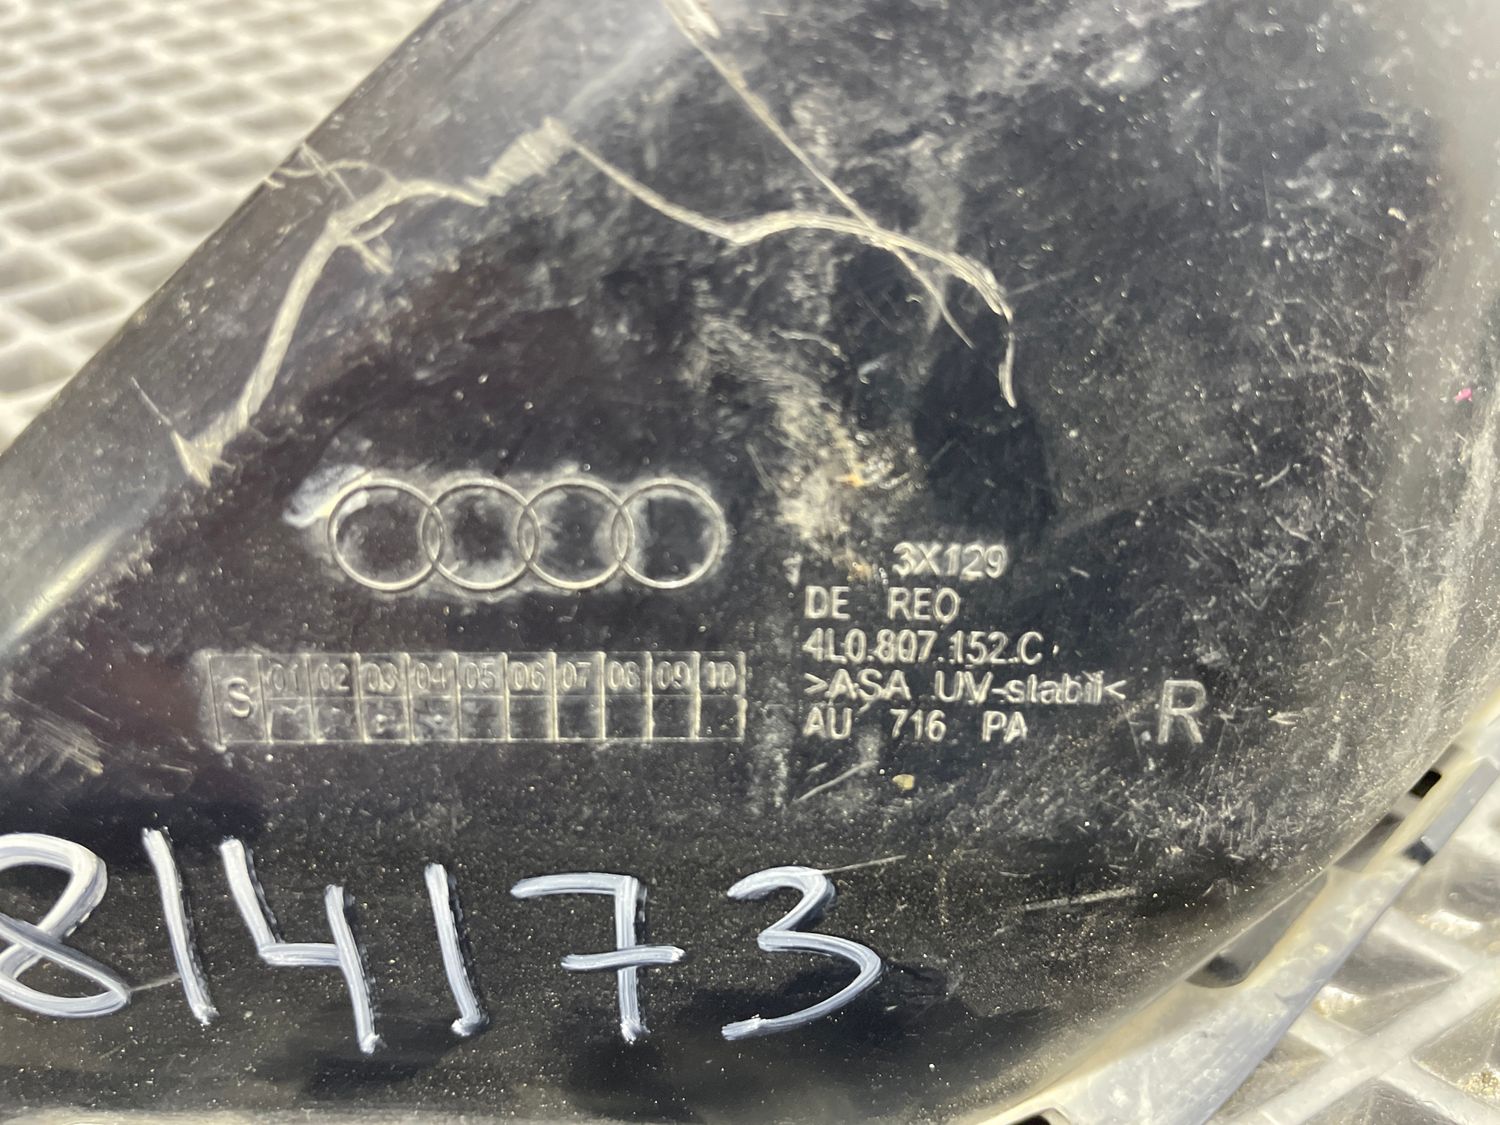 3X129
DE REO
4L0.807.152.C
>ASA UV-stabil<
AU 716 PA
R
S 01 02 03 04 05 06 07 08 09 10
814173